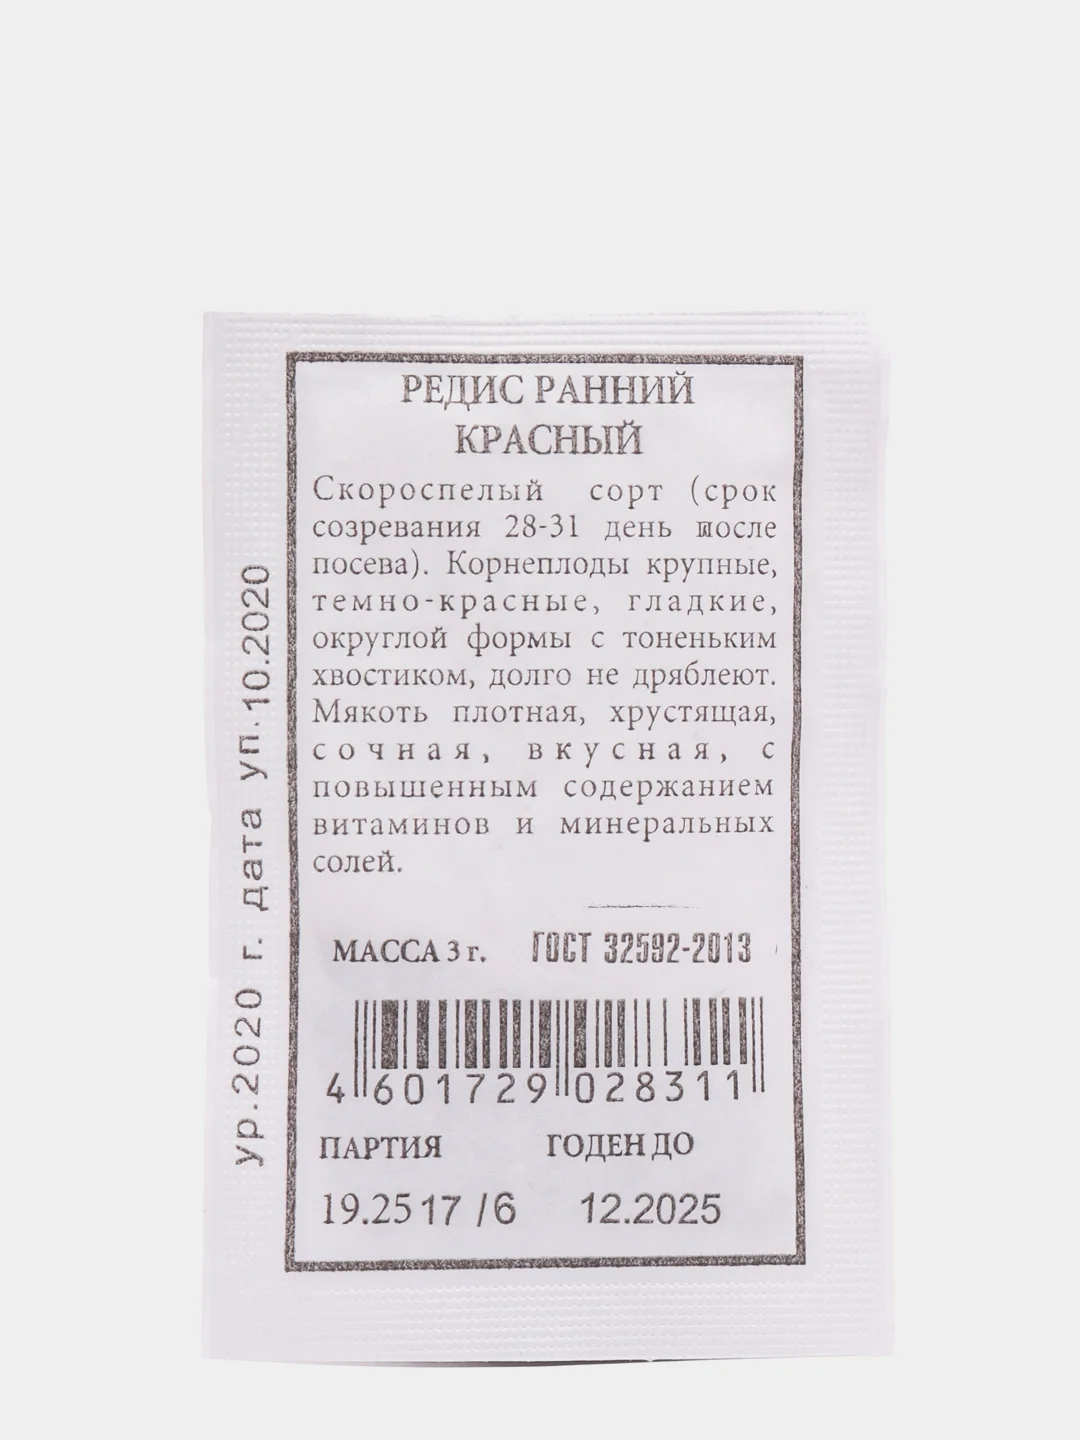 РЕДИС РАННИЙ
КРАСНЫЙ
Скороспелый сорт (срок
созревания 28-31 день после
посева). Корнеплоды крупные,
темно-красные, гладкие,
округлой формы с тоненьким
хвостиком, долго не дряблеют.
Мякоть плотная, хрустящая,
сочная, вкусная, с
повышенным содержанием
витаминов и минеральных
солей.
МАССА 3 г. ГОСТ 32592-2013
4 601729 028311
ПАРТИЯ ГОДЕН ДО
19.2517 /6 12.2025
ур.2020 г. дата уп.10.2020